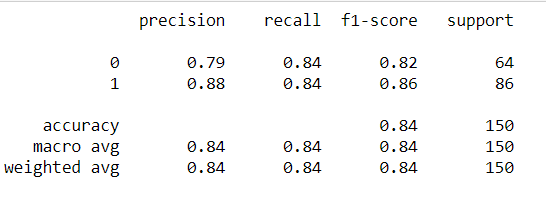 precision recall f1-score support
0 0.79 0.84 0.82 64
1 0.88 0.84 0.86 86
accuracy 0.84 150
macro avg 0.84 0.84 0.84 150
weighted avg 0.84 0.84 0.84 150